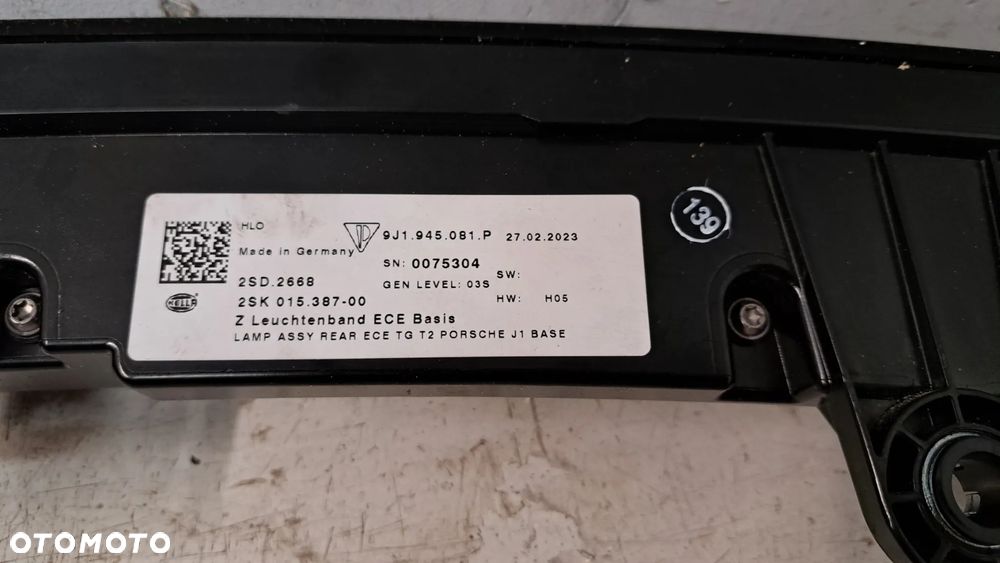 HLO
Made in Germany
9J1.945.081.P 27.02.2023
SN: 0075304
SW:
2SD.2668
GEN LEVEL: 03S
HELLA
2SK 015.387-00
HW: H05
Z Leuchtenband ECE Basis
LAMP ASSY REAR ECE TG T2 PORSCHE J1 BASE
139
OTOMOTO